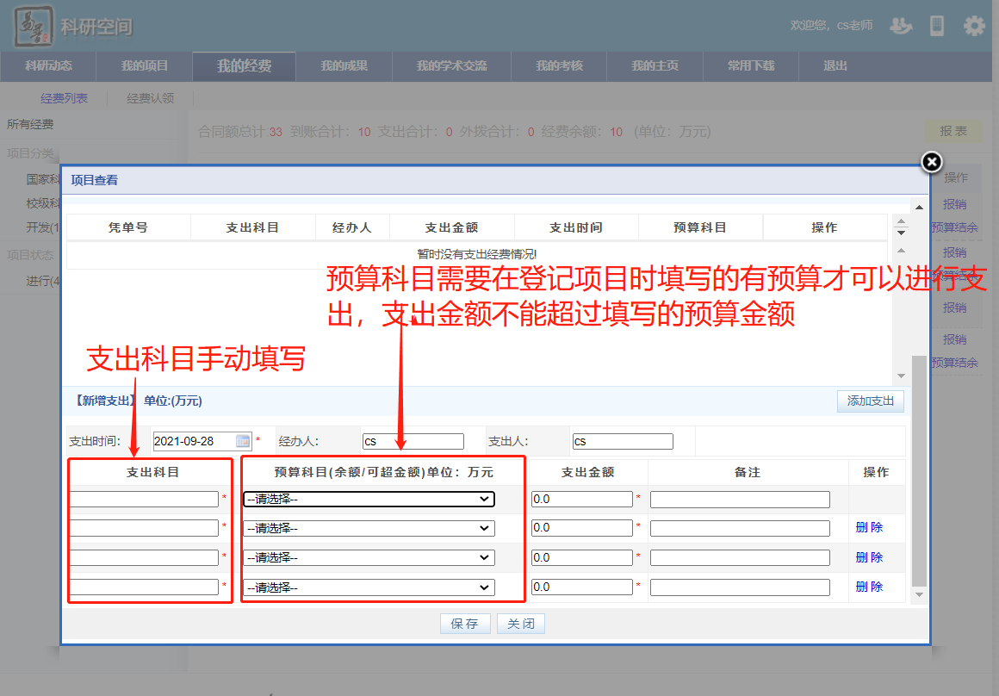 科研空间
欢迎您，cs老师
科研动态 我的项目 我的经费 我的成果 我的学术交流 我的考核 我的主页 常用下载 退出
经费列表 经费认领
所有经费
合同额总计:33 到账合计：10 支出合计：0 外拨合计：0 经费余额：10 (单位：万元)
报 表
项目分类
国家科
校级科
开发(1
项目状态
进行(4
操作
报销
预算结余
报销
报销
报销
预算结余
项目查看
凭单号 支出科目 经办人 支出金额 支出时间 预算科目 操作
暂时没有支出经费情况!
预算科目需要在登记项目时填写的有预算才可以进行支
出，支出金额不能超过填写的预算金额
支出科目手动填写
【新增支出】 单位:(万元)
添加支出
支出时间： 2021-09-28 * 经办人： cs 支出人： cs
支出科目 预算科目(余额/可超金额)单位：万元 支出金额 备注 操作
* --请选择-- 0.0 *
* --请选择-- 0.0 * 删 除
* --请选择-- 0.0 * 删 除
* --请选择-- 0.0 * 删 除
保 存 关 闭